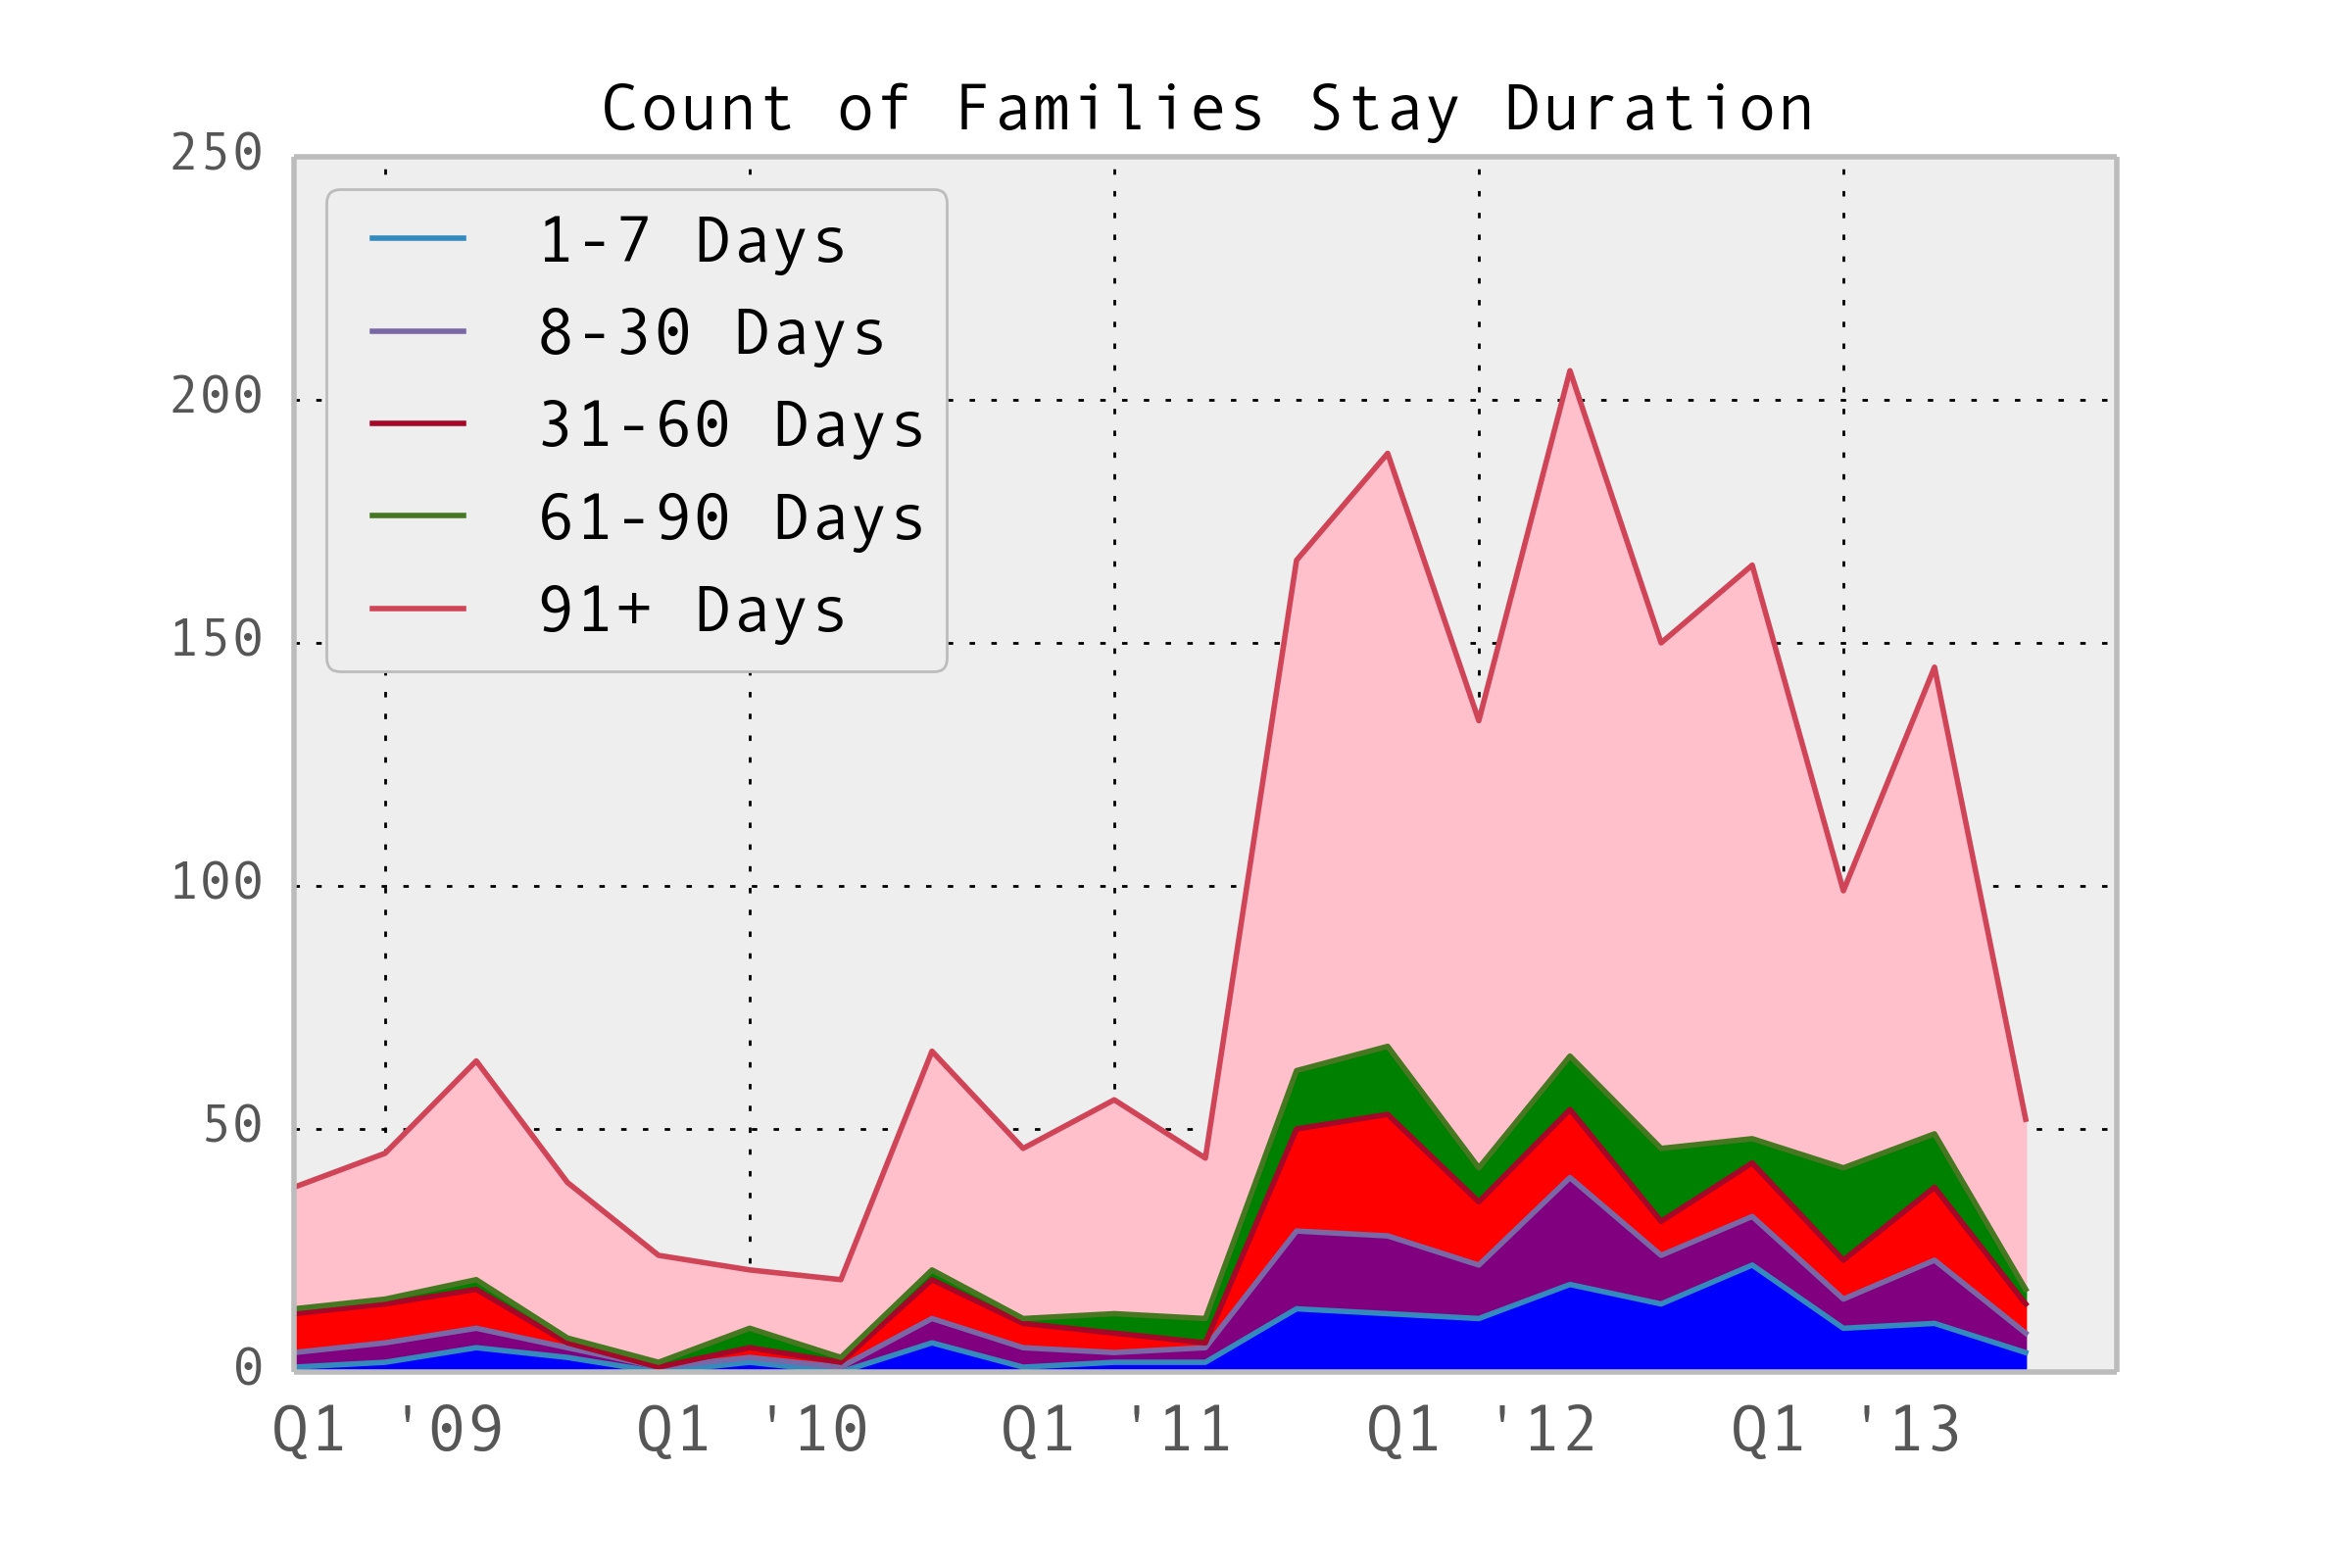 Count of Families Stay Duration
250
200
150
100
50
0
1-7 Days
8-30 Days
31-60 Days
61-90 Days
91+ Days
Q1 '09 Q1 '10 Q1 '11 Q1 '12 Q1 '13